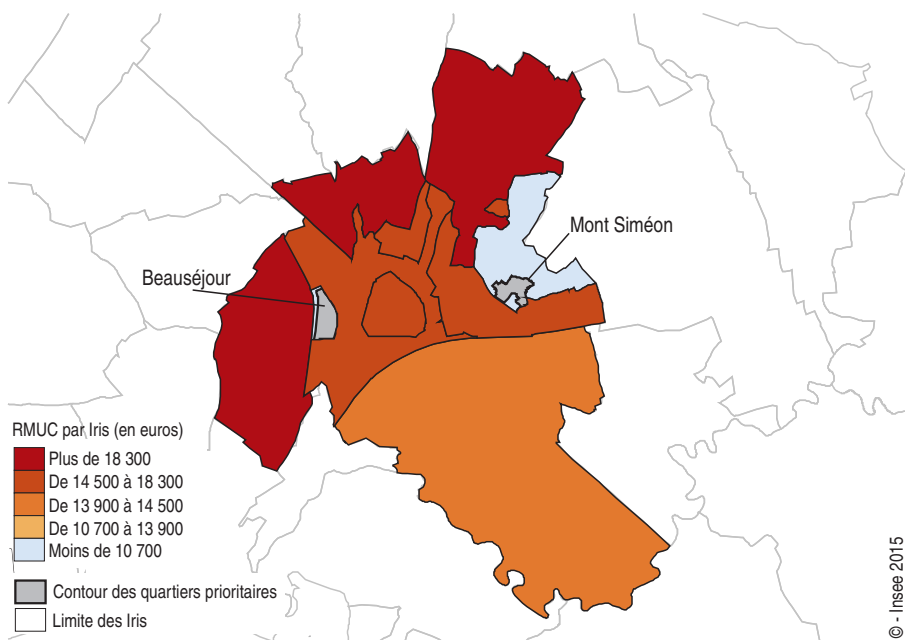 Mont Siméon
Beauséjour
RMUC par Iris (en euros)
Plus de 18 300
De 14 500 à 18 300
De 13 900 à 14 500
De 10 700 à 13 900
Moins de 10 700
Contour des quartiers prioritaires
Limite des Iris
© - Insee 2015